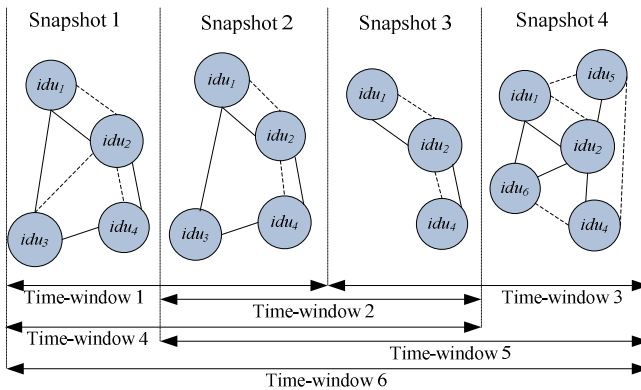 Snapshot 1 Snapshot 2 Snapshot 3 Snapshot 4
idu1 idu2 idu3 idu4
idu1 idu2 idu3 idu4
idu1 idu2 idu4
idu1 idu5 idu2 idu6 idu4
Time-window 1 Time-window 3
Time-window 2
Time-window 4
Time-window 5
Time-window 6